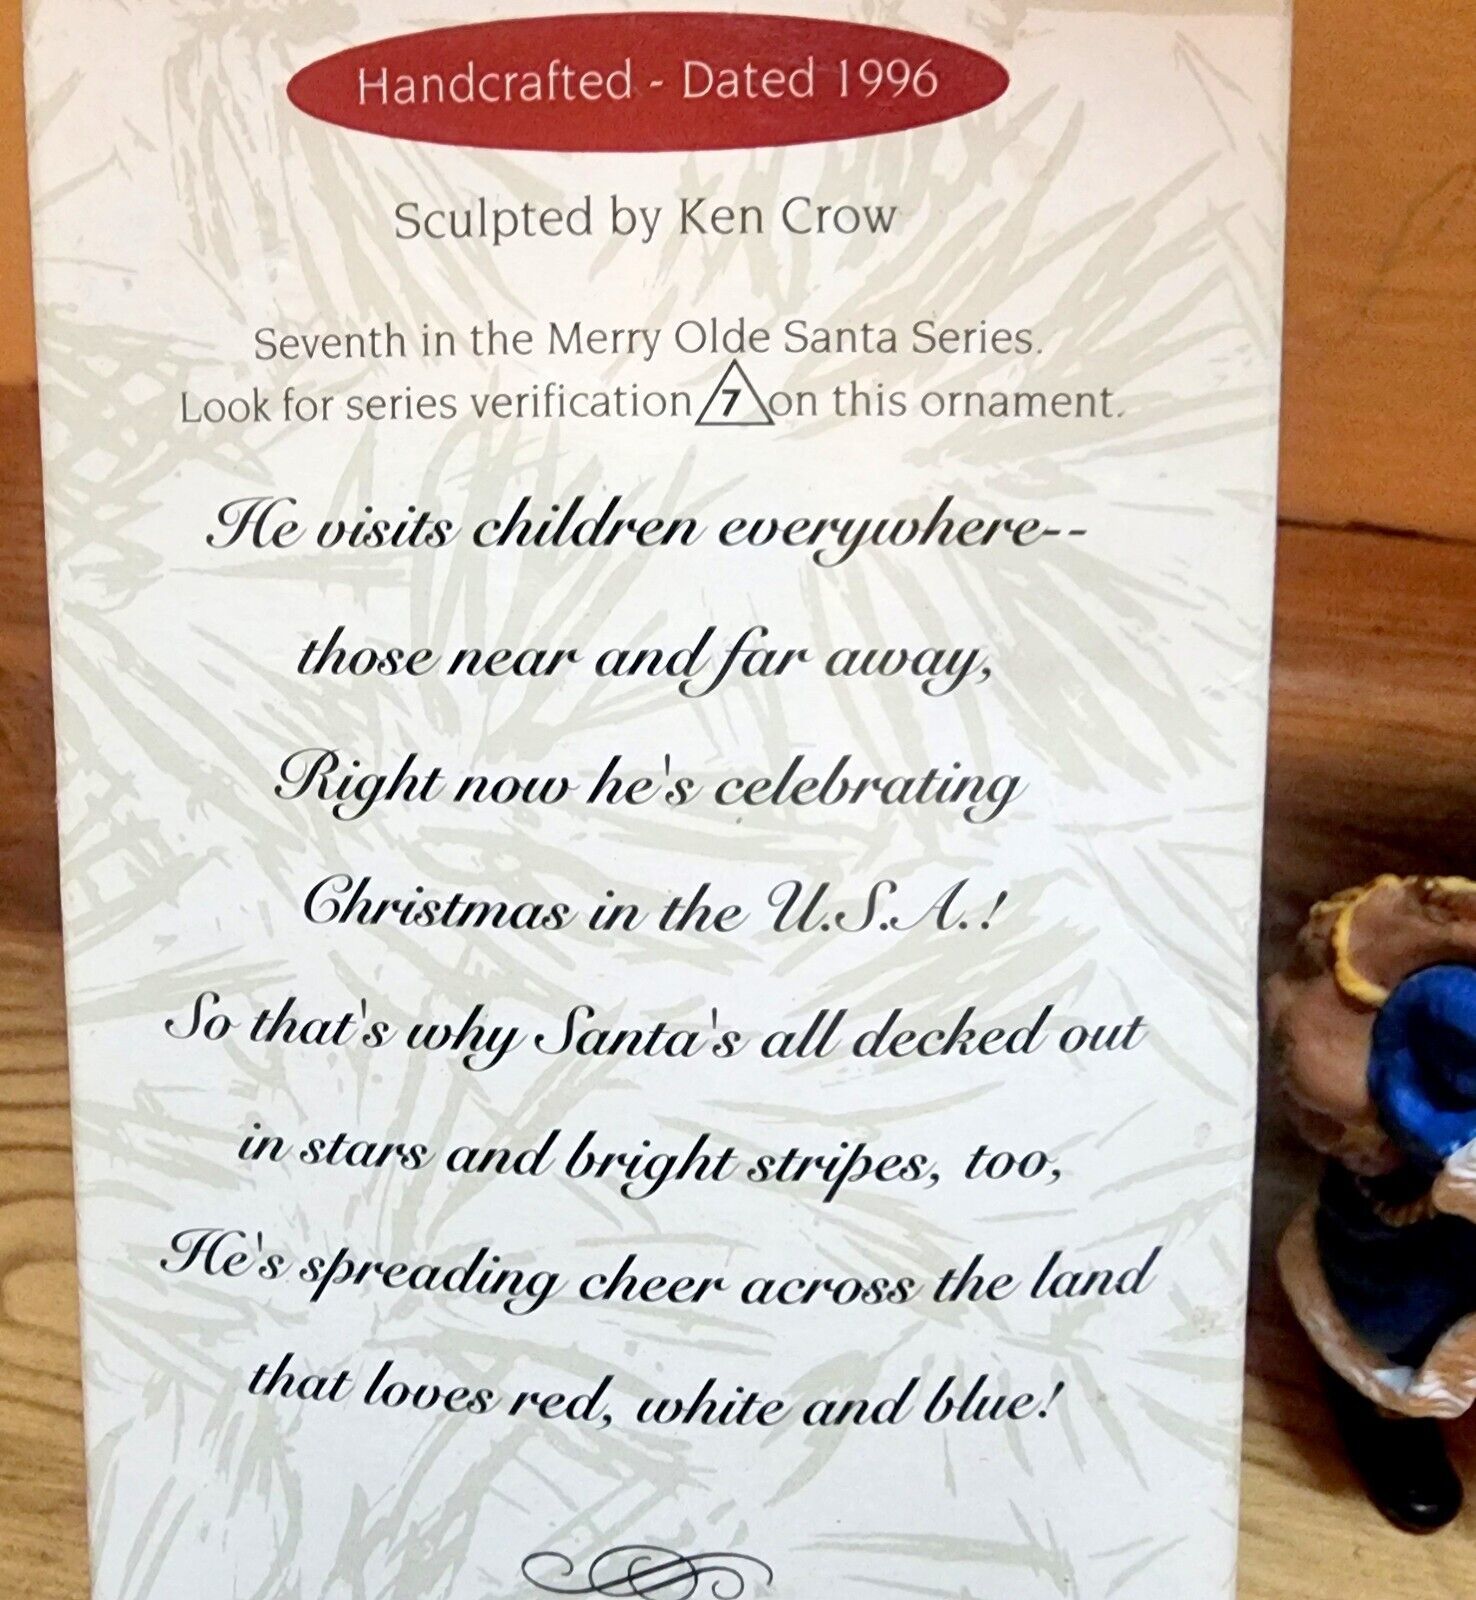 Handcrafted - Dated 1996
Sculpted by Ken Crow
Seventh in the Merry Olde Santa Series.
Look for series verification 7 on this ornament.
He visits children everywhere--
those near and far away,
Right now he's celebrating
Christmas in the U.S.A.!
So that's why Santa's all decked out
in stars and bright stripes, too,
He's spreading cheer across the land
that loves red, white and blue!